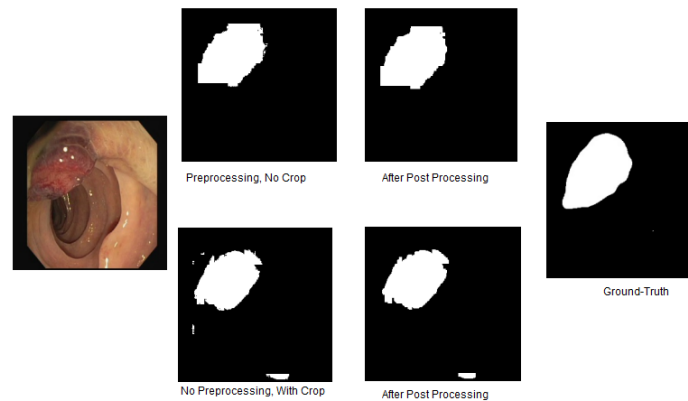 Preprocessing, No Crop
After Post Processing
Ground-Truth
No Preprocessing, With Crop
After Post Processing